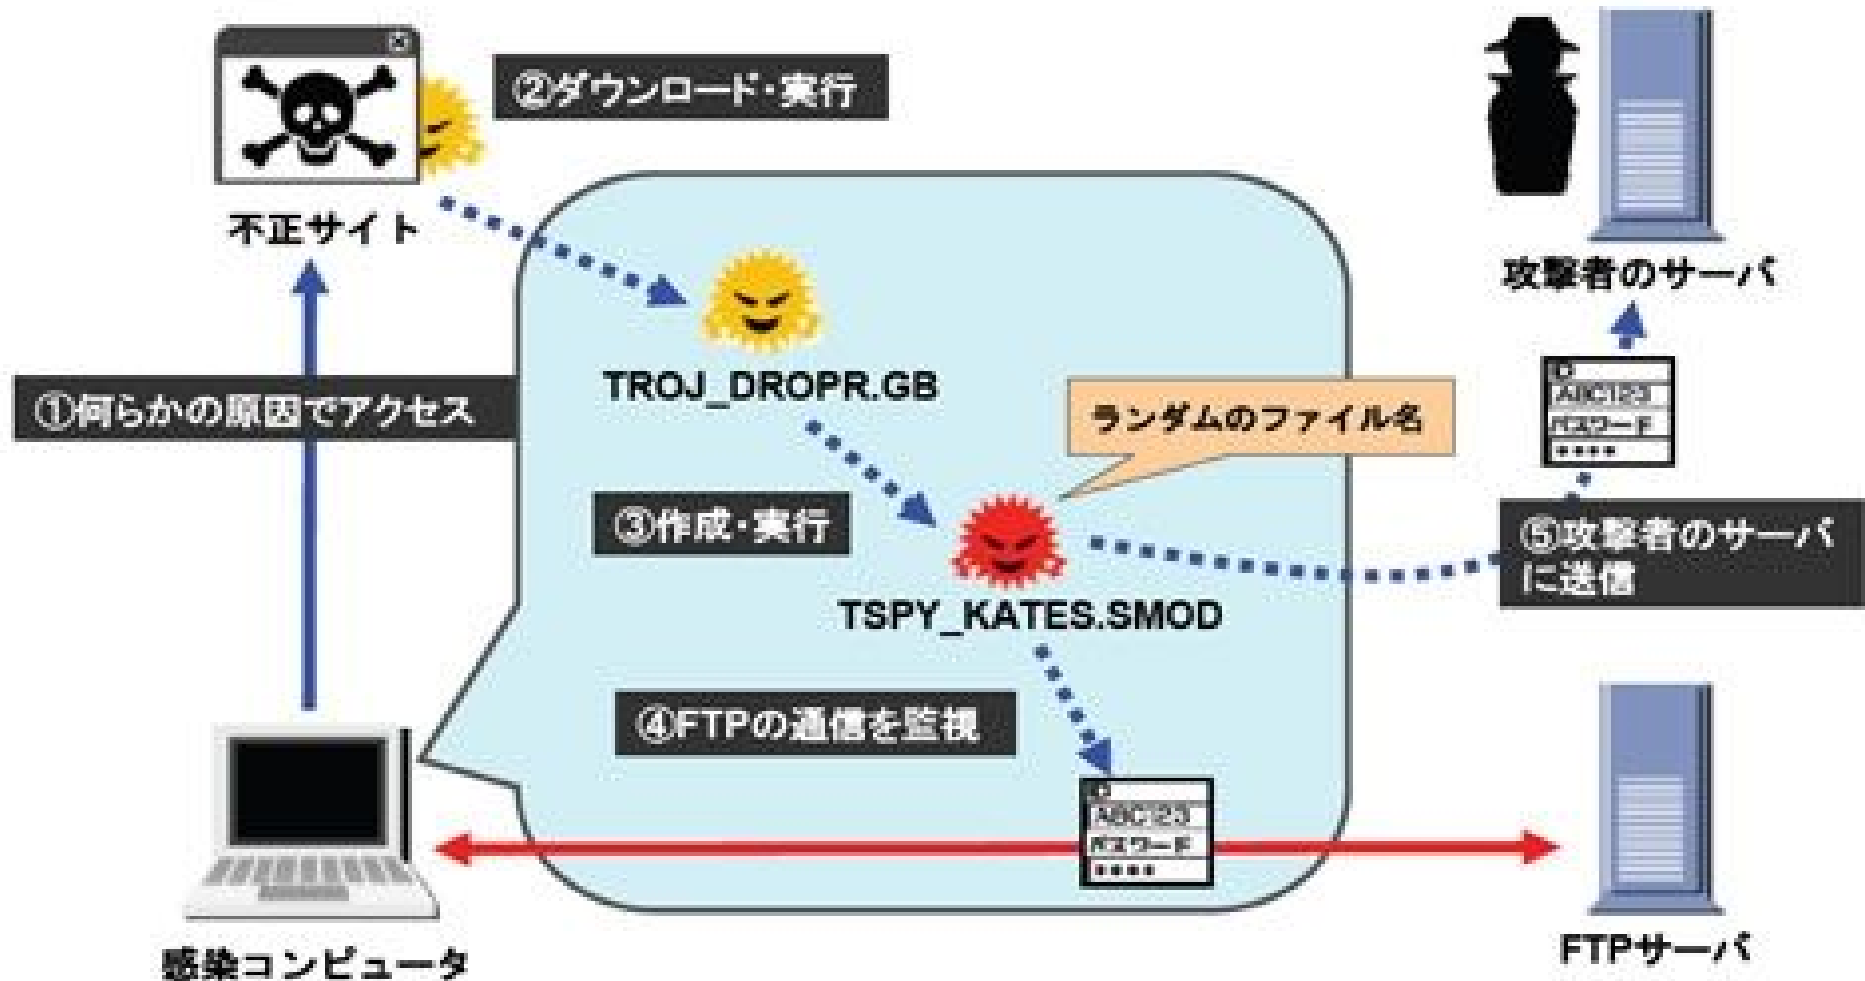 ②ダウンロード・実行
不正サイト
攻撃者のサーバ
TROJ_DROPR.GB
①何らかの原因でアクセス
ランダムのファイル名
ID
ABC123
パスワード
****
③作成・実行
⑤攻撃者のサーバ
に送信
TSPY_KATES.SMOD
④FTPの通信を監視
ID
ABC123
パスワード
****
感染コンピュータ
FTPサーバ